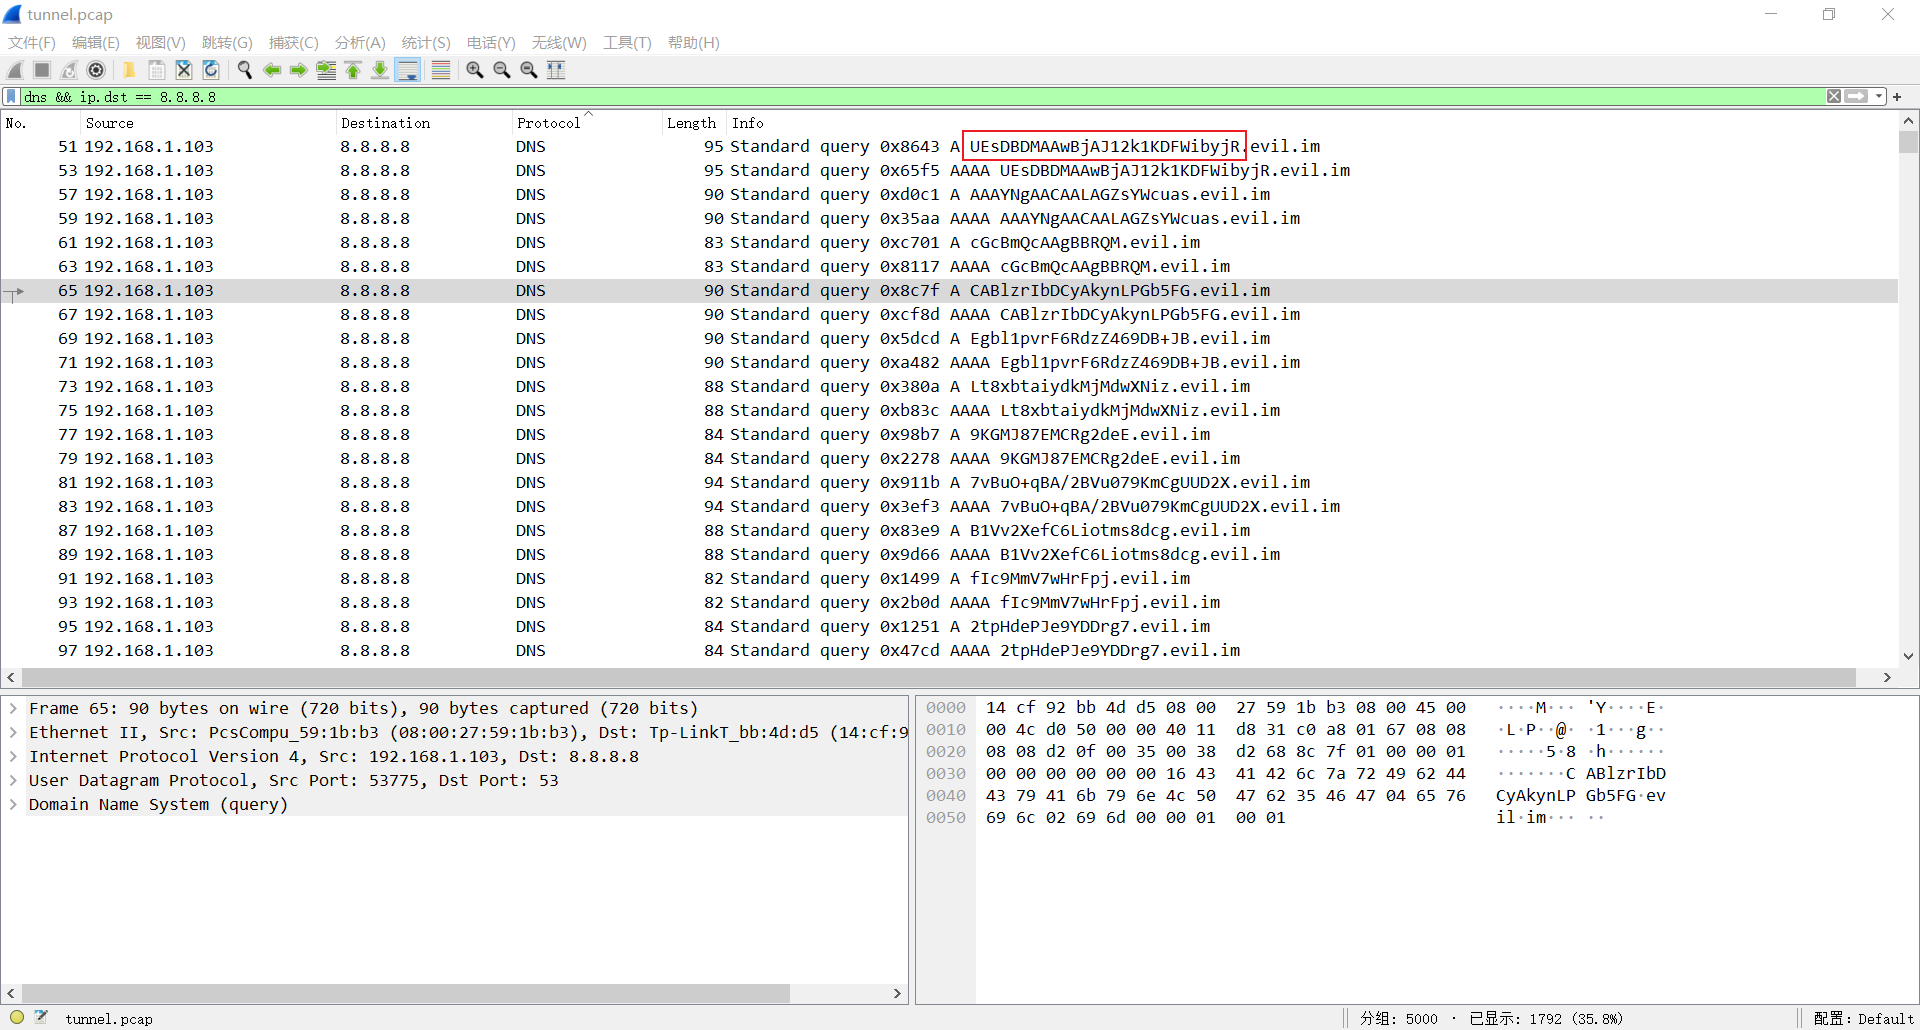 tunnel.pcap
文件(F) 编辑(E) 视图(V) 跳转(G) 捕获(C) 分析(A) 统计(S) 电话(Y) 无线(W) 工具(T) 帮助(H)
dns && ip.dst == 8.8.8.8
No. Source Destination Protocol Length Info
51 192.168.1.103 8.8.8.8 DNS 95 Standard query 0x8643 A UEsDBDMAAwBjAJ12k1KDFWibyjR.evil.im
53 192.168.1.103 8.8.8.8 DNS 95 Standard query 0x65f5 AAAA UEsDBDMAAwBjAJ12k1KDFWibyjR.evil.im
57 192.168.1.103 8.8.8.8 DNS 90 Standard query 0xd0c1 A AAAYNgAACAALAGZsYWcuas.evil.im
59 192.168.1.103 8.8.8.8 DNS 90 Standard query 0x35aa AAAA AAAYNgAACAALAGZsYWcuas.evil.im
61 192.168.1.103 8.8.8.8 DNS 83 Standard query 0xc701 A cGcBmQcAAgBBRQM.evil.im
63 192.168.1.103 8.8.8.8 DNS 83 Standard query 0x8117 AAAA cGcBmQcAAgBBRQM.evil.im
65 192.168.1.103 8.8.8.8 DNS 90 Standard query 0x8c7f A CABlzrIbDCyAkynLPGb5FG.evil.im
67 192.168.1.103 8.8.8.8 DNS 90 Standard query 0xcf8d AAAA CABlzrIbDCyAkynLPGb5FG.evil.im
69 192.168.1.103 8.8.8.8 DNS 90 Standard query 0x5dcd A Egbl1pvrF6RdzZ469DB+JB.evil.im
71 192.168.1.103 8.8.8.8 DNS 90 Standard query 0xa482 AAAA Egbl1pvrF6RdzZ469DB+JB.evil.im
73 192.168.1.103 8.8.8.8 DNS 88 Standard query 0x380a A Lt8xbtaiydkMjMdwXNiz.evil.im
75 192.168.1.103 8.8.8.8 DNS 88 Standard query 0xb83c AAAA Lt8xbtaiydkMjMdwXNiz.evil.im
77 192.168.1.103 8.8.8.8 DNS 84 Standard query 0x98b7 A 9KGMJ87EMCRg2deE.evil.im
79 192.168.1.103 8.8.8.8 DNS 84 Standard query 0x2278 AAAA 9KGMJ87EMCRg2deE.evil.im
81 192.168.1.103 8.8.8.8 DNS 94 Standard query 0x911b A 7vBuO+qBA/2BVu079KmCgUUD2X.evil.im
83 192.168.1.103 8.8.8.8 DNS 94 Standard query 0x3ef3 AAAA 7vBuO+qBA/2BVu079KmCgUUD2X.evil.im
87 192.168.1.103 8.8.8.8 DNS 88 Standard query 0x83e9 A B1Vv2XefC6Liotms8dcg.evil.im
89 192.168.1.103 8.8.8.8 DNS 88 Standard query 0x9d66 AAAA B1Vv2XefC6Liotms8dcg.evil.im
91 192.168.1.103 8.8.8.8 DNS 82 Standard query 0x1499 A fIc9MmV7wHrFpj.evil.im
93 192.168.1.103 8.8.8.8 DNS 82 Standard query 0x2b0d AAAA fIc9MmV7wHrFpj.evil.im
95 192.168.1.103 8.8.8.8 DNS 84 Standard query 0x1251 A 2tpHdePJe9YDDrg7.evil.im
97 192.168.1.103 8.8.8.8 DNS 84 Standard query 0x47cd AAAA 2tpHdePJe9YDDrg7.evil.im
Frame 65: 90 bytes on wire (720 bits), 90 bytes captured (720 bits)
Ethernet II, Src: PcsCompu_59:1b:b3 (08:00:27:59:1b:b3), Dst: Tp-LinkT_bb:4d:d5 (14:cf:9
Internet Protocol Version 4, Src: 192.168.1.103, Dst: 8.8.8.8
User Datagram Protocol, Src Port: 53775, Dst Port: 53
Domain Name System (query)
0000 14 cf 92 bb 4d d5 08 00 27 59 1b b3 08 00 45 00 ····M··· 'Y····E·
0010 00 4c d0 50 00 00 40 11 d8 31 c0 a8 01 67 08 08 ·L·P··@· ·1···g··
0020 08 08 d2 0f 00 35 00 38 d2 68 8c 7f 01 00 00 01 ·····5·8 ·h······
0030 00 00 00 00 00 00 16 43 41 42 6c 7a 72 49 62 44 ·······C ABlzrIbD
0040 43 79 41 6b 79 6e 4c 50 47 62 35 46 47 04 65 76 CyAkynLP Gb5FG·ev
0050 69 6c 02 69 6d 00 00 01 00 01 il·im··· ··
tunnel.pcap 分组: 5000 · 已显示: 1792 (35.8%) 配置: Default